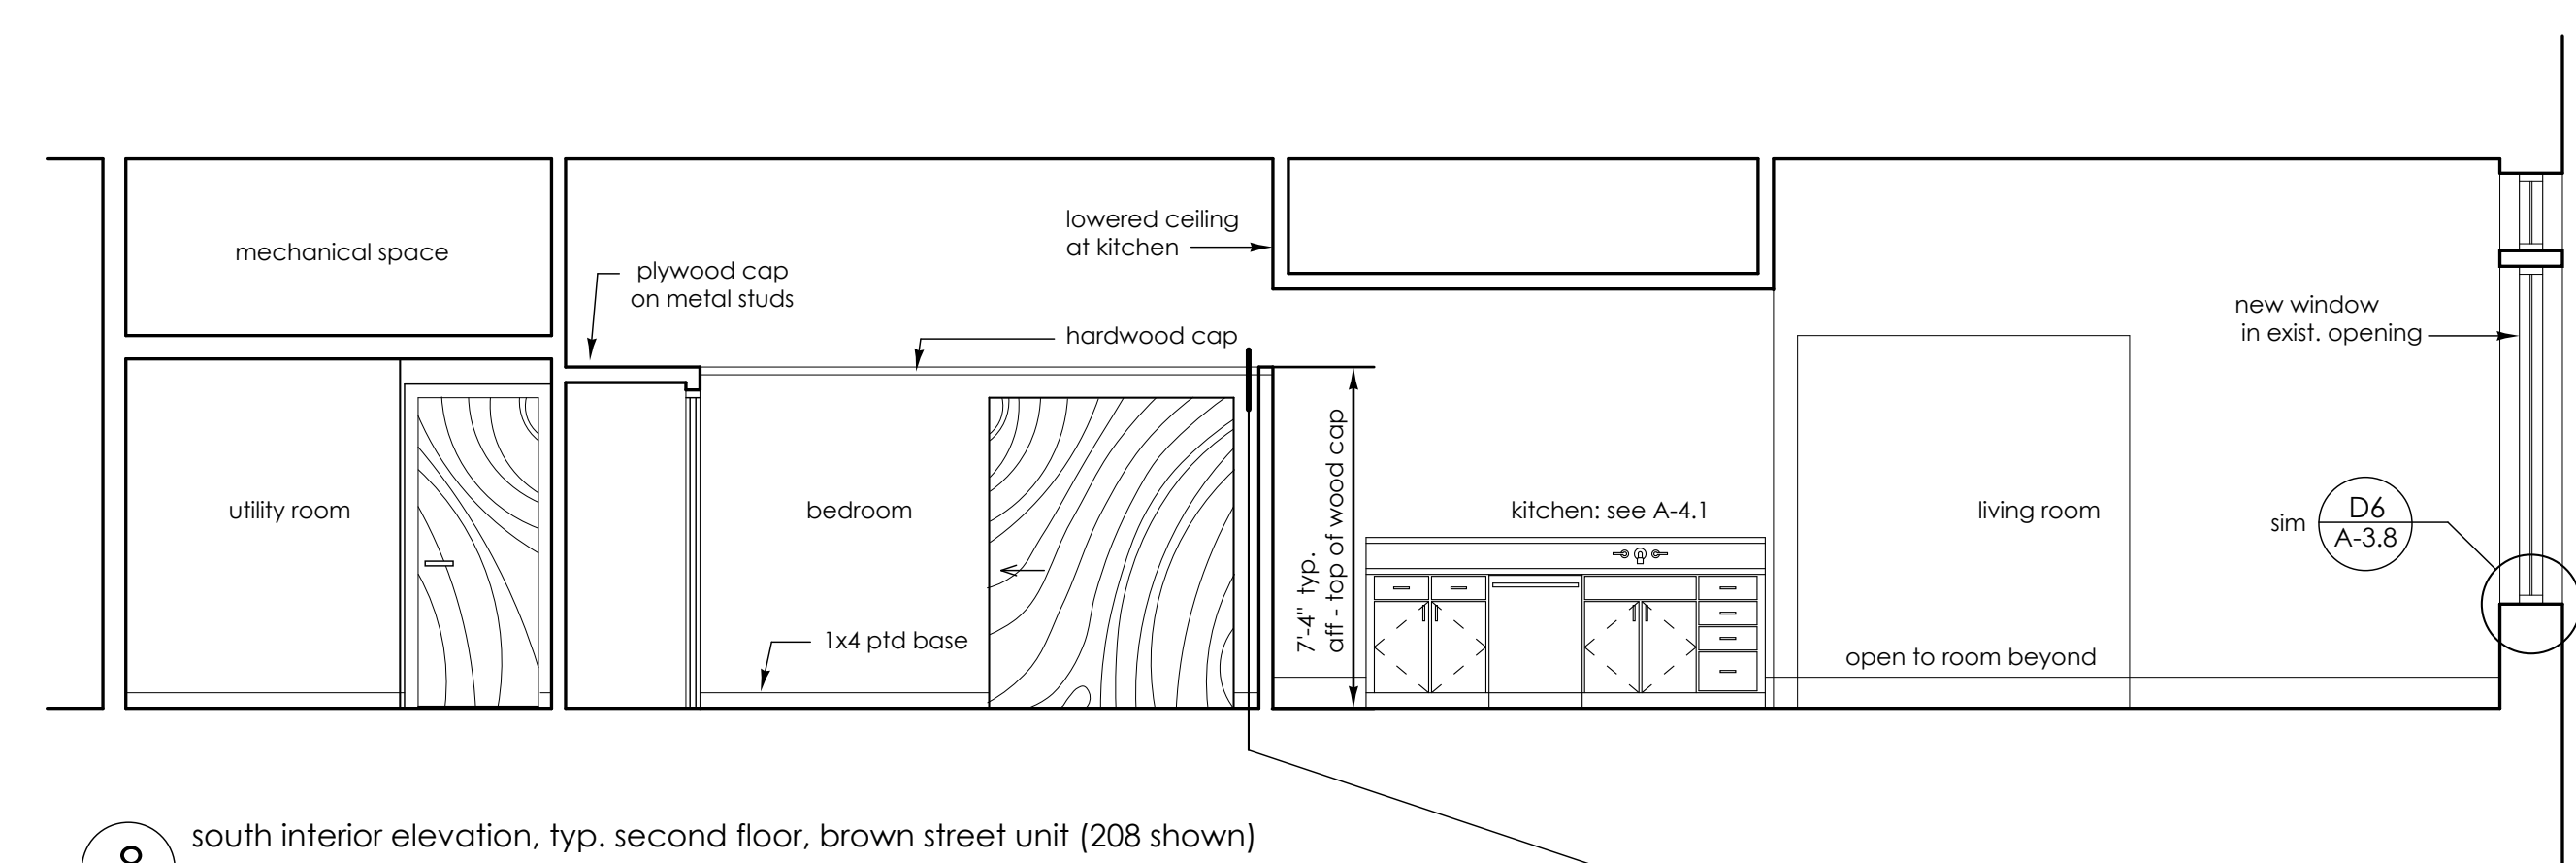 mechanical space
plywood cap
on metal studs
lowered ceiling
at kitchen
hardwood cap
new window
in exist. opening
utility room
bedroom
7'-4" typ.
aff - top of wood cap
kitchen: see A-4.1
living room
sim
D6
A-3.8
1x4 ptd base
open to room beyond
south interior elevation, typ. second floor, brown street unit (208 shown)